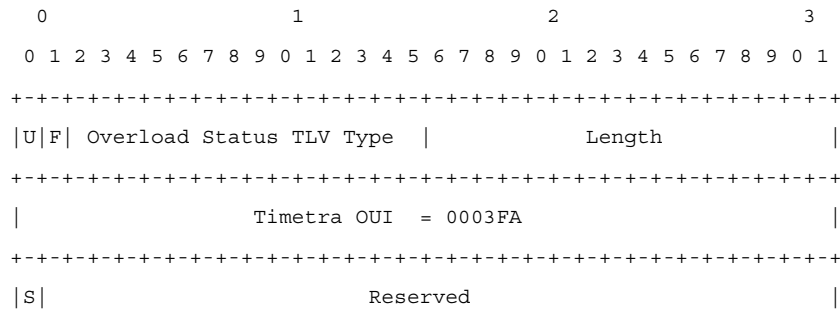 0                   1                   2                   3
0 1 2 3 4 5 6 7 8 9 0 1 2 3 4 5 6 7 8 9 0 1 2 3 4 5 6 7 8 9 0 1
+-+-+-+-+-+-+-+-+-+-+-+-+-+-+-+-+-+-+-+-+-+-+-+-+-+-+-+-+-+-+-+-+
|U|F| Overload Status TLV Type  |            Length             |
+-+-+-+-+-+-+-+-+-+-+-+-+-+-+-+-+-+-+-+-+-+-+-+-+-+-+-+-+-+-+-+-+
|                  Timetra OUI  = 0003FA                        |
+-+-+-+-+-+-+-+-+-+-+-+-+-+-+-+-+-+-+-+-+-+-+-+-+-+-+-+-+-+-+-+-+
|S|                         Reserved                            |